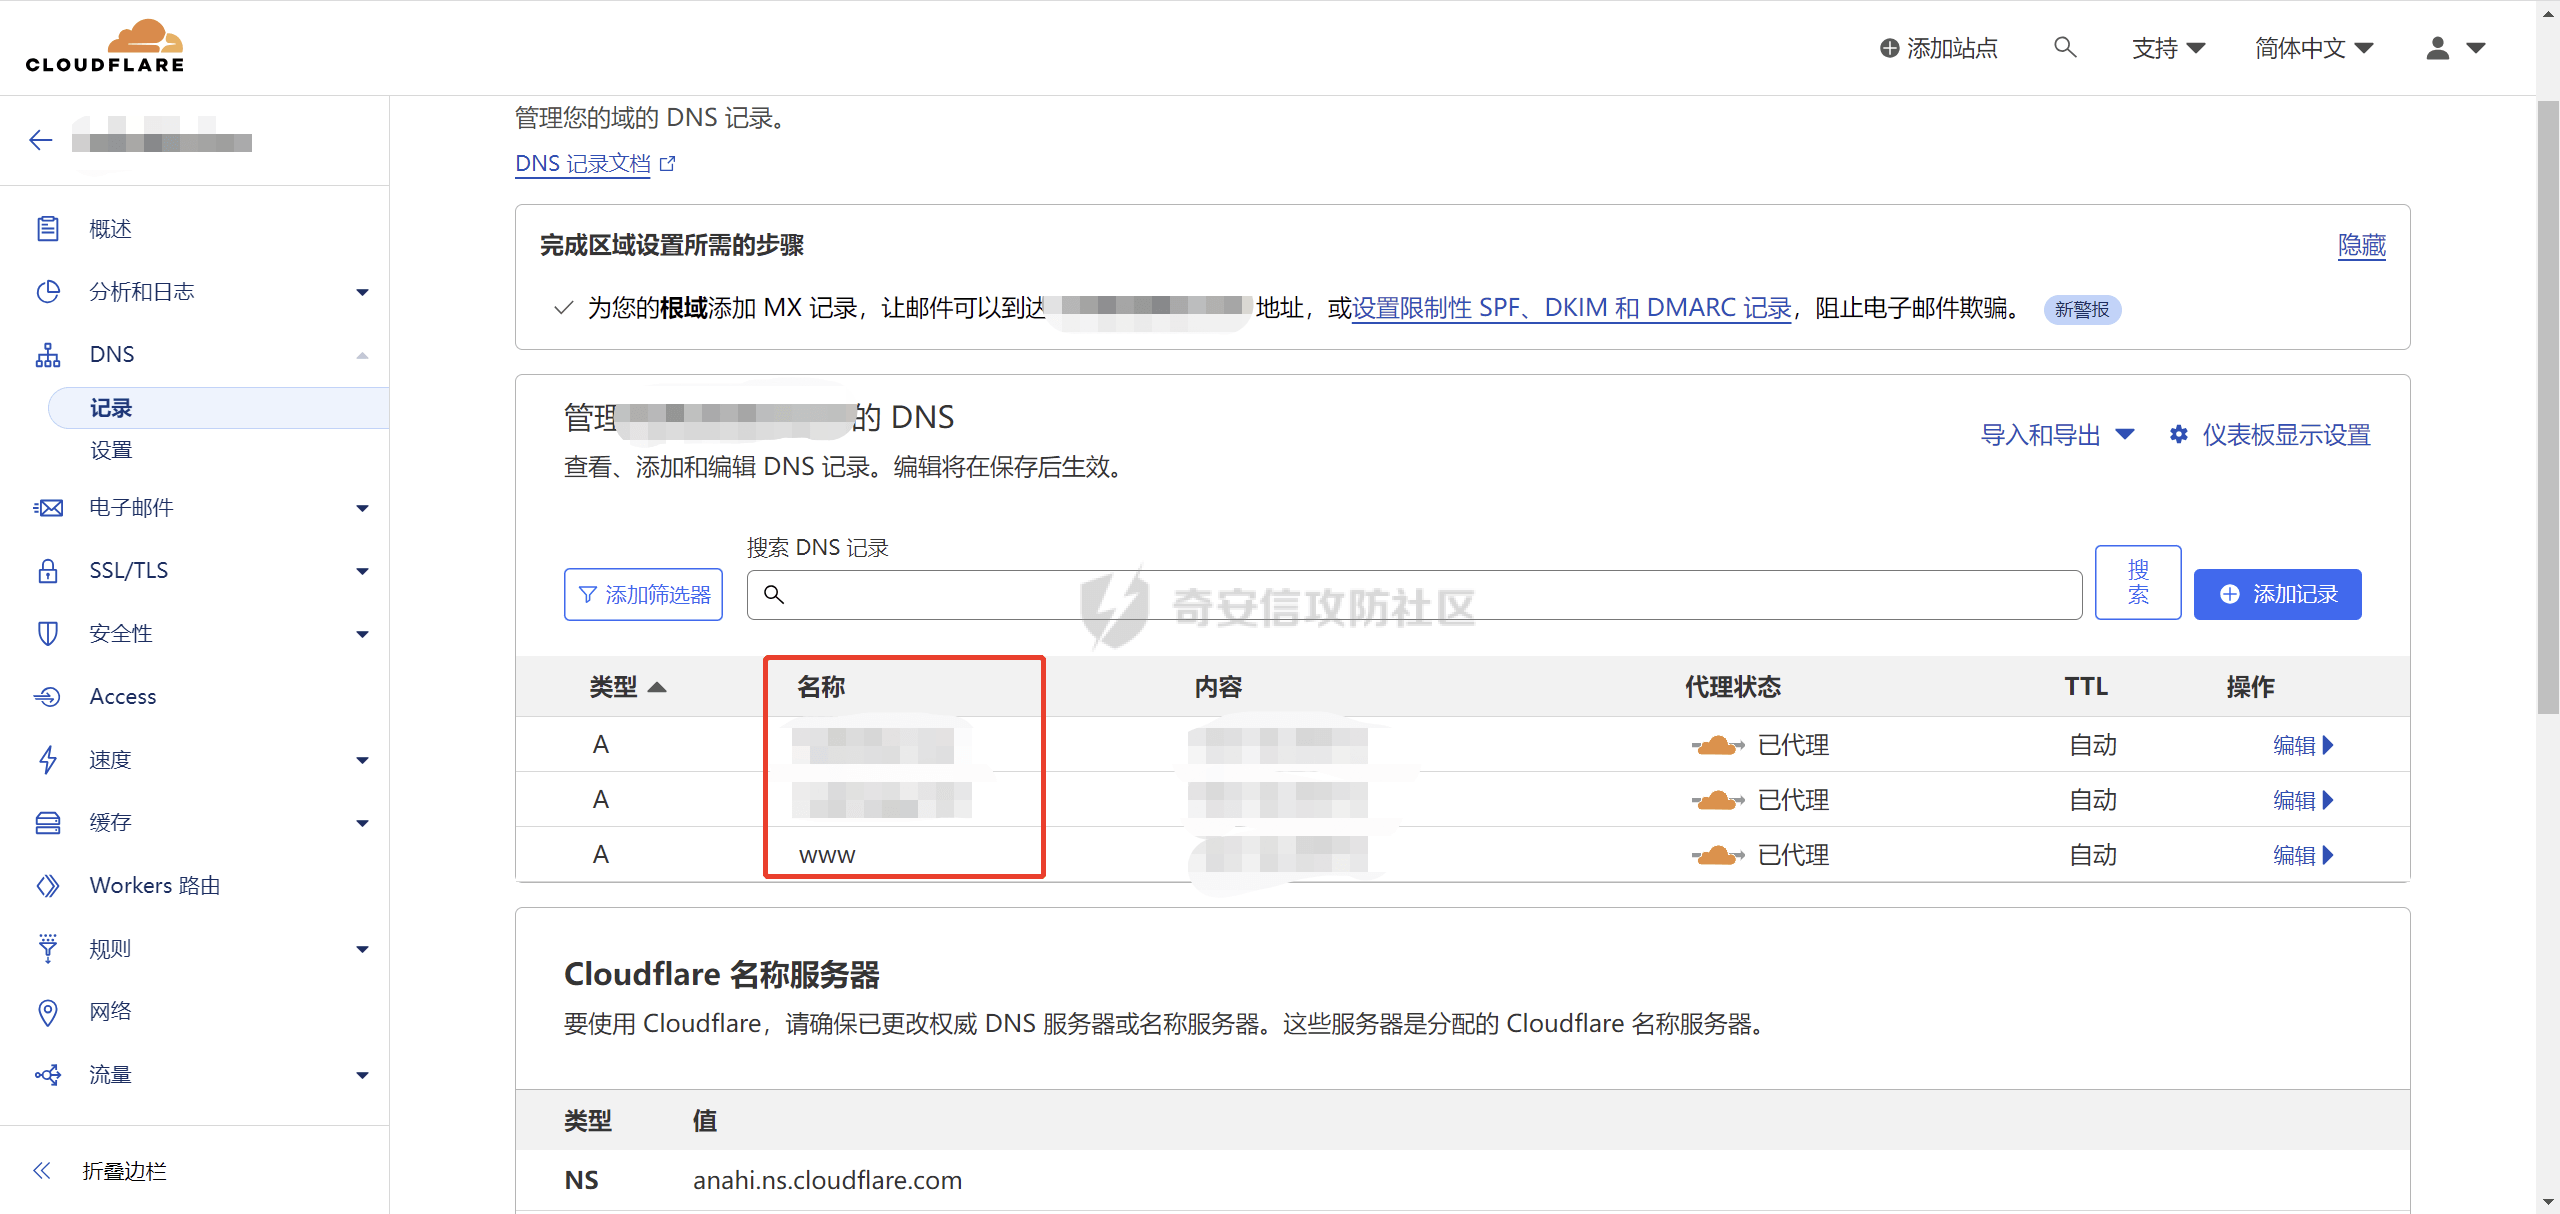 CLOUDFLARE
添加站点
支持
简体中文
管理您的域的 DNS 记录。
DNS 记录文档
概述
分析和日志
DNS
记录
设置
电子邮件
SSL/TLS
安全性
Access
速度
缓存
Workers 路由
规则
网络
流量
折叠边栏
完成区域设置所需的步骤
隐藏
为您的根域添加 MX 记录，让邮件可以到达 地址，或设置限制性 SPF、DKIM 和 DMARC 记录，阻止电子邮件欺骗。 新警报
管理 的 DNS
查看、添加和编辑 DNS 记录。编辑将在保存后生效。
导入和导出
仪表板显示设置
搜索 DNS 记录
添加筛选器
搜
索
添加记录
奇安信攻防社区
类型 名称 内容 代理状态 TTL 操作
A 已代理 自动 编辑
A 已代理 自动 编辑
A www 已代理 自动 编辑
Cloudflare 名称服务器
要使用 Cloudflare，请确保已更改权威 DNS 服务器或名称服务器。这些服务器是分配的 Cloudflare 名称服务器。
类型 值
NS anahi.ns.cloudflare.com